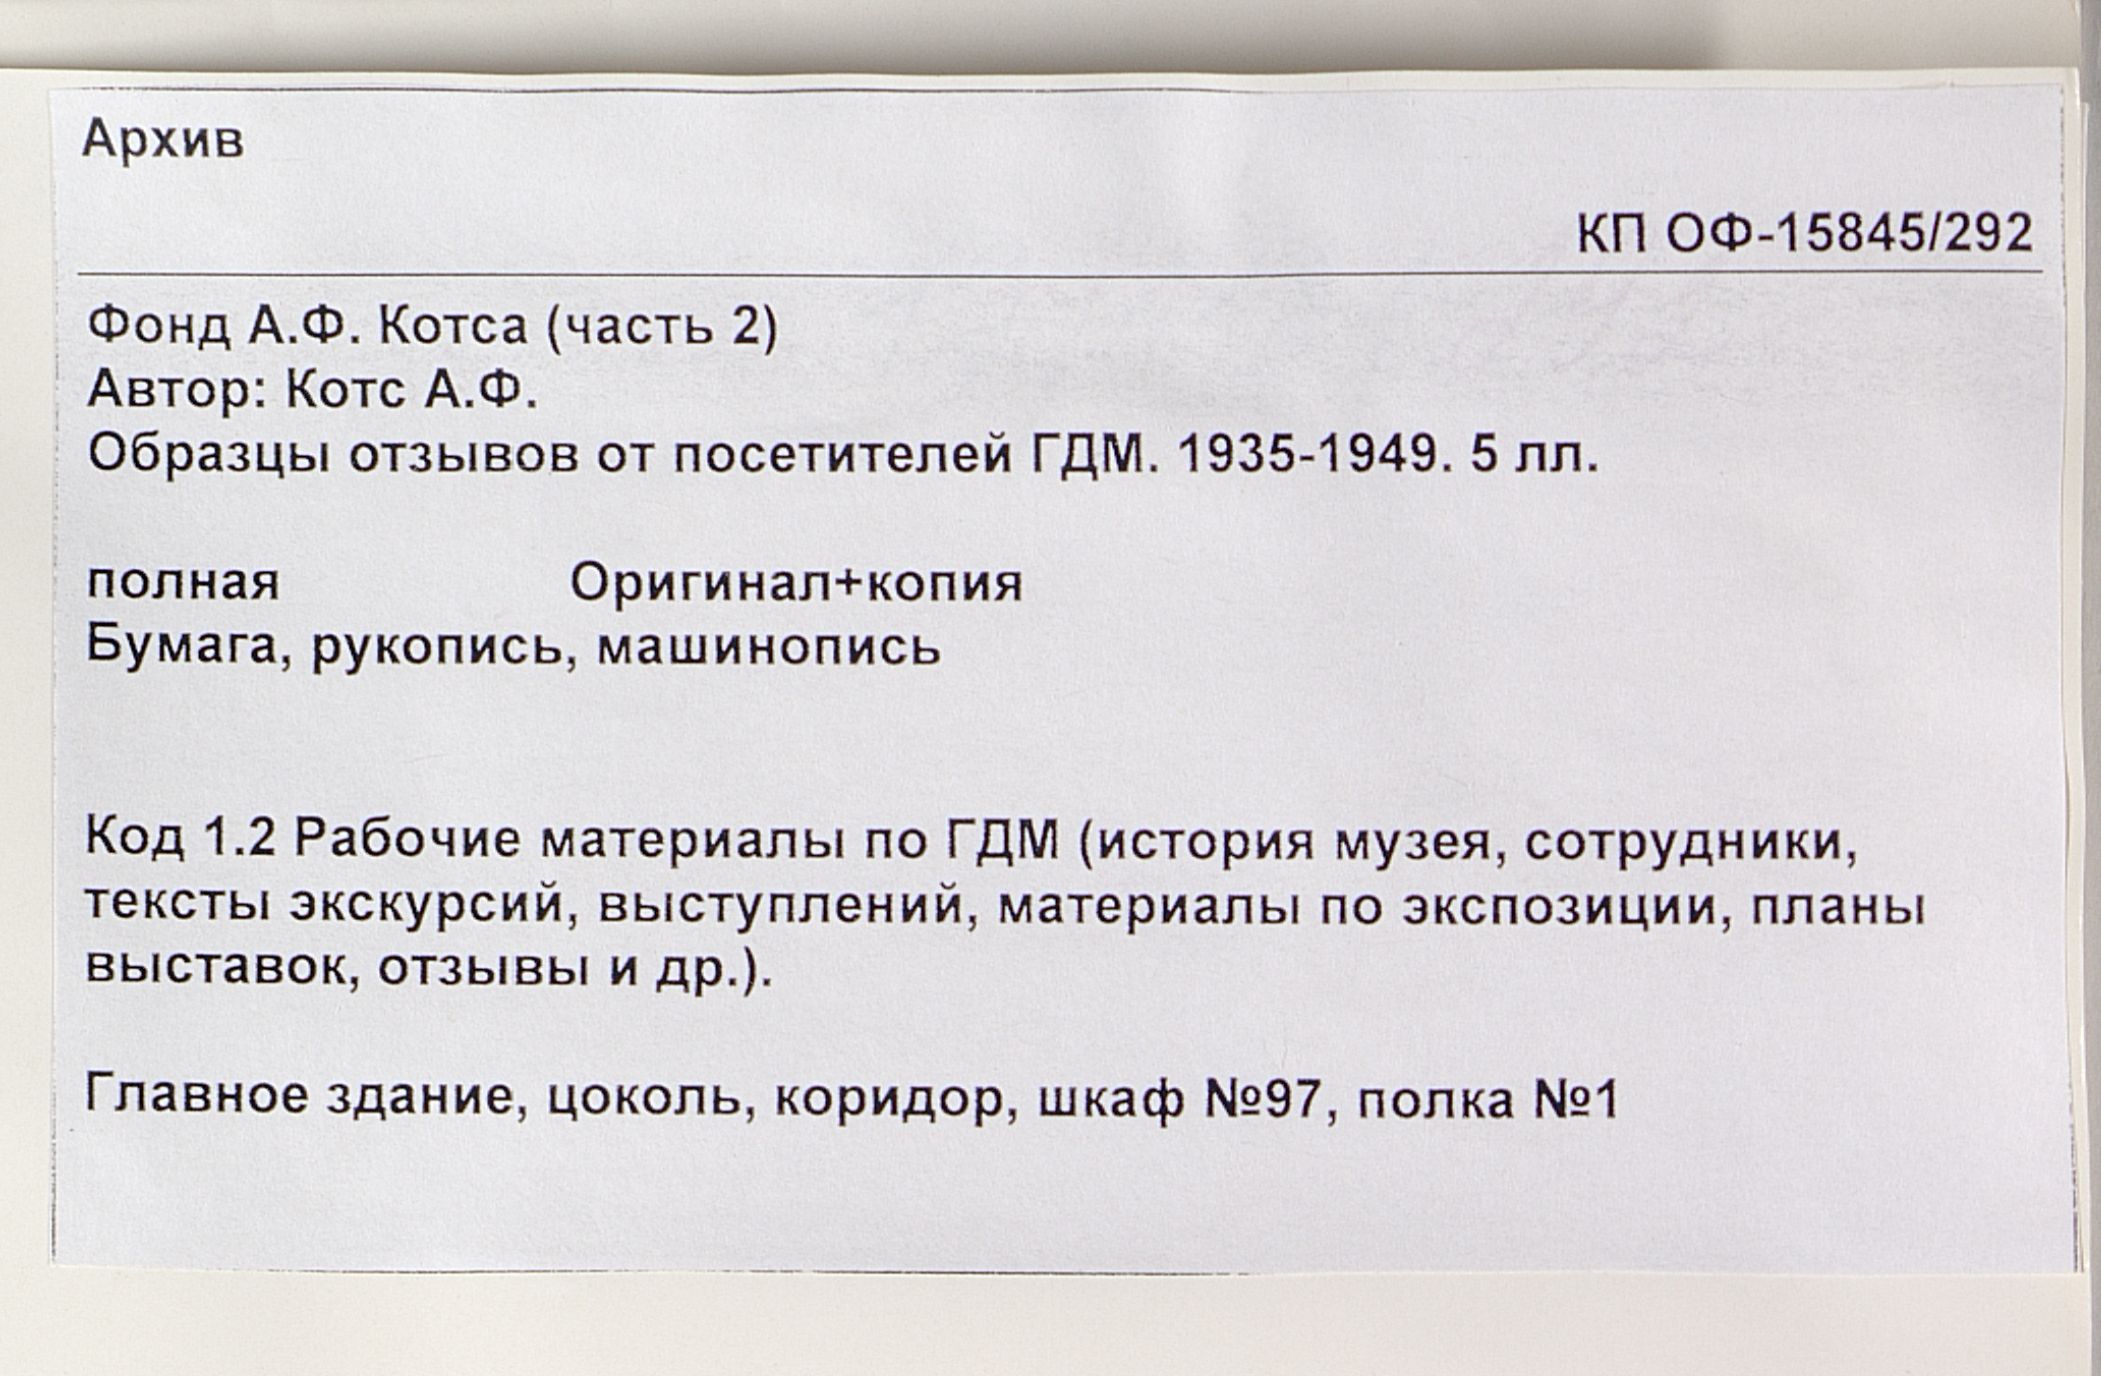 Архив
КП ОФ-15845/292
Фонд А.Ф. Котса (часть 2)
Автор: Котс А.Ф.
Образцы отзывов от посетителей ГДМ. 1935-1949. 5 лл.
полная Оригинал+копия
Бумага, рукопись, машинопись
Код 1.2 Рабочие материалы по ГДМ (история музея, сотрудники,
тексты экскурсий, выступлений, материалы по экспозиции, планы
выставок, отзывы и др.).
Главное здание, цоколь, коридор, шкаф №97, полка №1